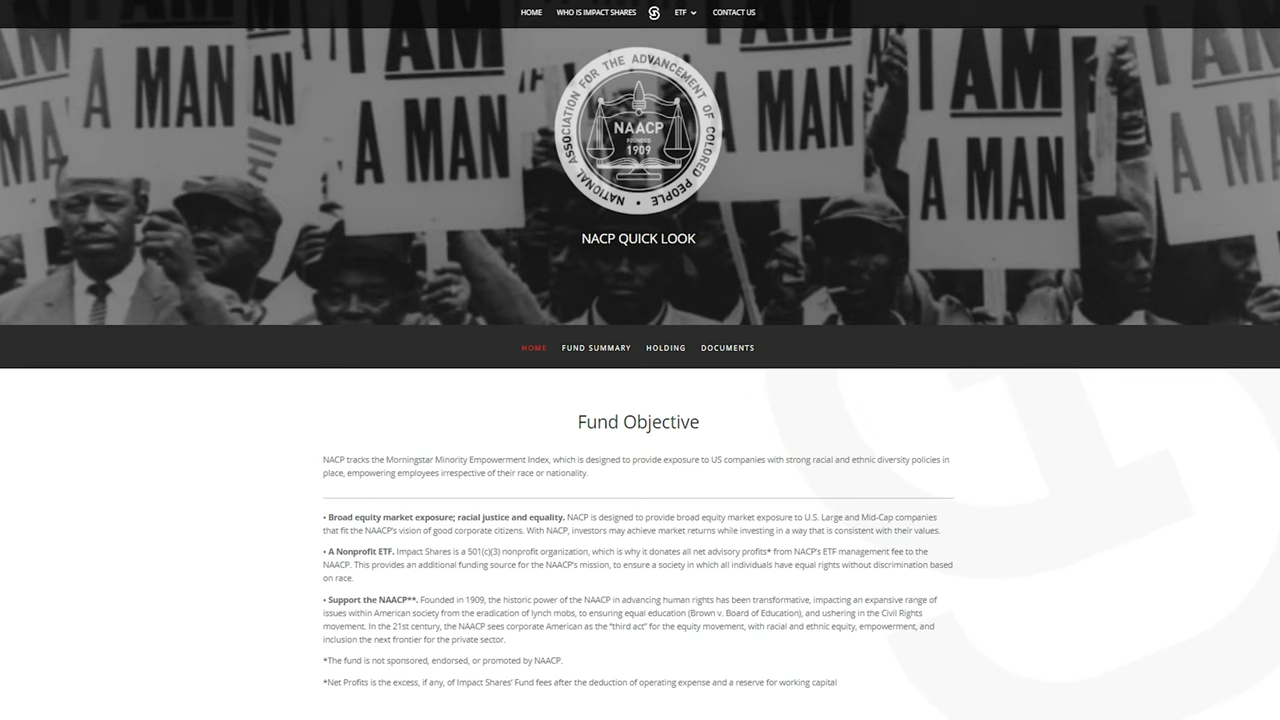 HOME WHO IS IMPACT SHARES ETF CONTACT US
I AM
A MAN
AM
A MAN
AN
MA
I AM
A MAN
AM
A MAN
I AM
A MAN
I AM
A M
NATIONAL ASSOCIATION FOR THE ADVANCEMENT OF COLORED PEOPLE •
NAACP
FOUNDED
1909
NACP QUICK LOOK
HOME FUND SUMMARY HOLDING DOCUMENTS
Fund Objective
NACP tracks the Morningstar Minority Empowerment Index, which is designed to provide exposure to US companies with strong racial and ethnic diversity policies in
place, empowering employees irrespective of their race or nationality.
• Broad equity market exposure; racial justice and equality. NACP is designed to provide broad equity market exposure to U.S. Large and Mid-Cap companies
that fit the NAACP's vision of good corporate citizens. With NACP, investors may achieve market returns while investing in a way that is consistent with their values.
• A Nonprofit ETF. Impact Shares is a 501(c)(3) nonprofit organization, which is why it donates all net advisory profits* from NACP's ETF management fee to the
NAACP. This provides an additional funding source for the NAACP's mission, to ensure a society in which all individuals have equal rights without discrimination based
on race.
• Support the NAACP**. Founded in 1909, the historic power of the NAACP in advancing human rights has been transformative, impacting an expansive range of
issues within American society from the eradication of lynch mobs, to ensuring equal education (Brown v. Board of Education), and ushering in the Civil Rights
movement. In the 21st century, the NAACP sees corporate American as the “third act” for the equity movement, with racial and ethnic equity, empowerment, and
inclusion the next frontier for the private sector.
*The fund is not sponsored, endorsed, or promoted by NAACP.
*Net Profits is the excess, if any, of Impact Shares' Fund fees after the deduction of operating expense and a reserve for working capital